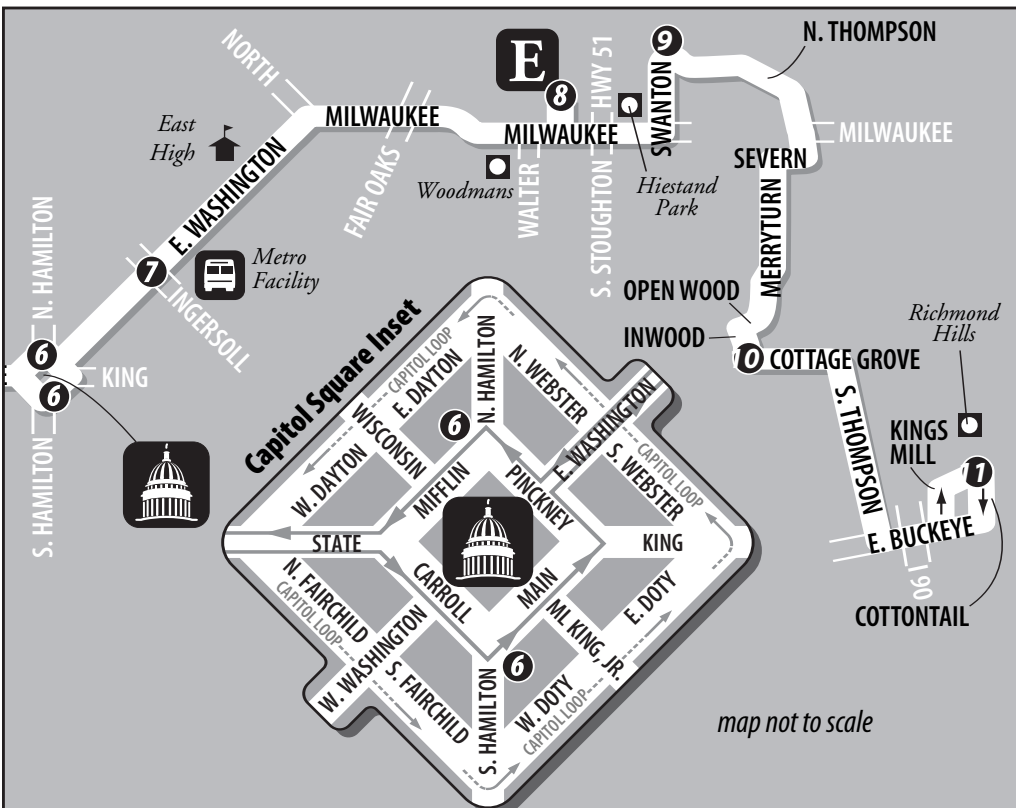 N. THOMPSON
9
NORTH
E
8
HWY 51
S. STOUGHTON
SWANTON
East
High
MILWAUKEE
MILWAUKEE
MILWAUKEE
FAIR OAKS
Woodmans
WALTER
Hiestand
Park
SEVERN
E. WASHINGTON
MERRYTURN
N. HAMILTON
7
Metro
Facility
INGERSOLL
OPEN WOOD
INWOOD
10
COTTAGE GROVE
Richmond
Hills
6
KING
6
S. HAMILTON
S. THOMPSON
KINGS
MILL
11
E. BUCKEYE
I 90
COTTONTAIL
Capitol Square Inset
CAPITOL LOOP
E. DAYTON
N. HAMILTON
N. WEBSTER
E. WASHINGTON
WISCONSIN
6
W. DAYTON
MIFFLIN
PINCKNEY
S. WEBSTER
CAPITOL LOOP
STATE
KING
N. FAIRCHILD
CAPITOL LOOP
CARROLL
MAIN
E. DOTY
W. WASHINGTON
ML KING, JR.
S. FAIRCHILD
6
S. HAMILTON
W. DOTY
CAPITOL LOOP
map not to scale